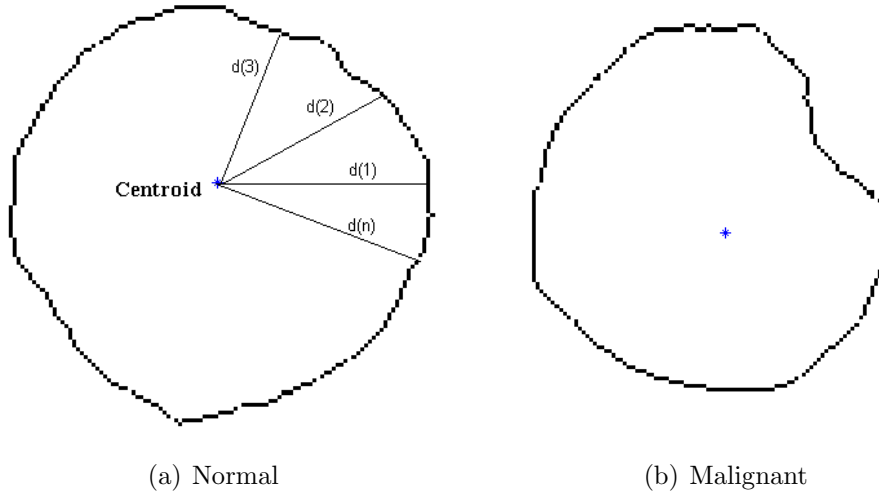 d(3)
d(2)
d(1)
Centroid
d(n)
(a) Normal
(b) Malignant